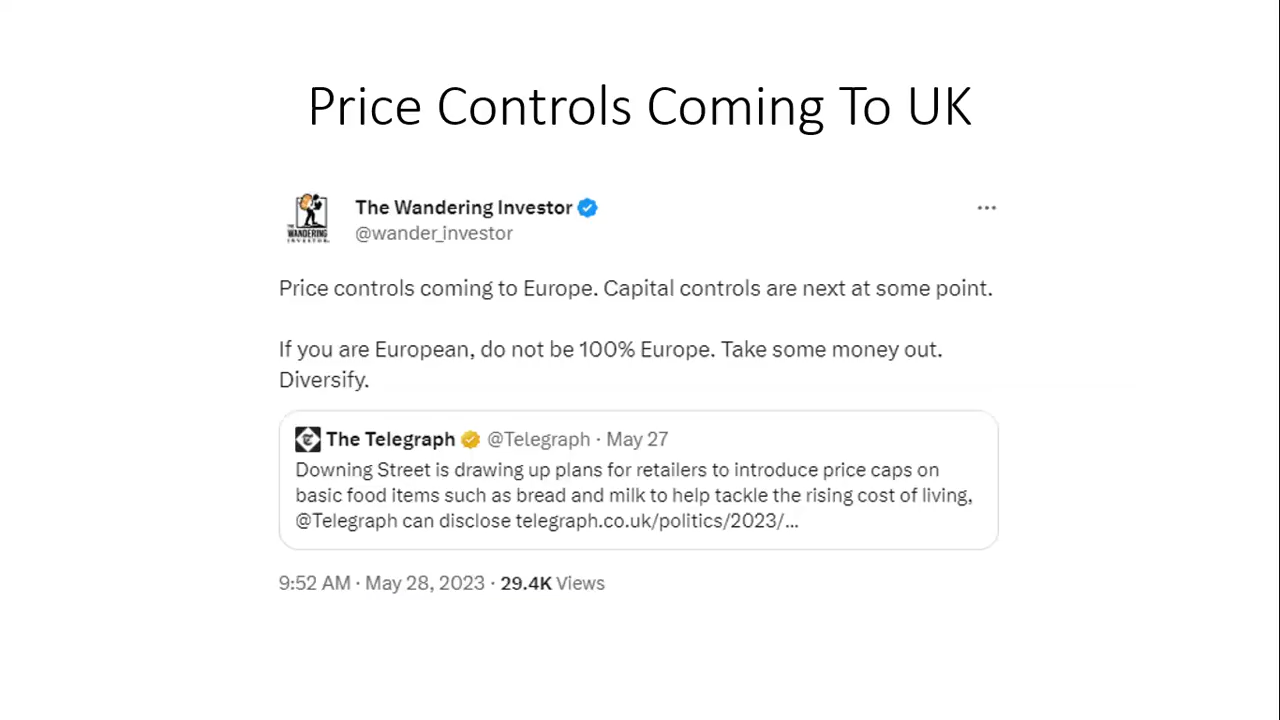 Price Controls Coming To UK
THE
WANDERING
INVESTOR.
The Wandering Investor
@wander_investor
Price controls coming to Europe. Capital controls are next at some point.
If you are European, do not be 100% Europe. Take some money out.
Diversify.
The Telegraph @Telegraph · May 27
Downing Street is drawing up plans for retailers to introduce price caps on
basic food items such as bread and milk to help tackle the rising cost of living,
@Telegraph can disclose telegraph.co.uk/politics/2023/...
9:52 AM · May 28, 2023 · 29.4K Views